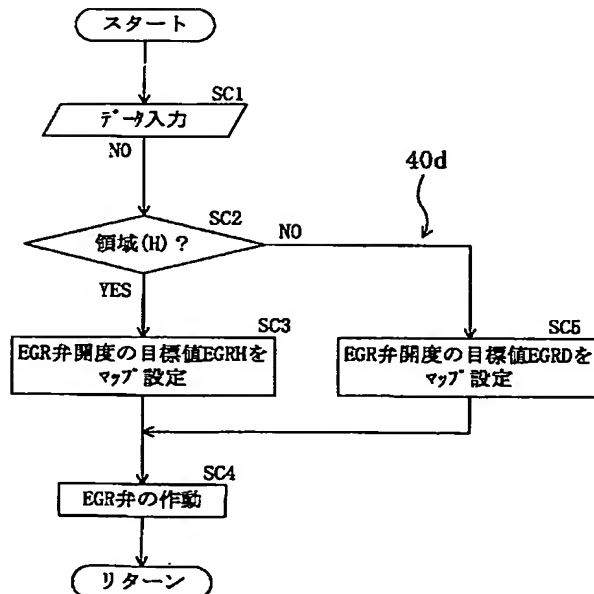 スタート
SC1
データ入力
NO
40d
SC2
領域(H)?
NO
YES
SC3
EGR弁開度の目標値EGRHを
マップ設定
SC5
EGR弁開度の目標値EGRDを
マップ設定
SC4
EGR弁の作動
リターン